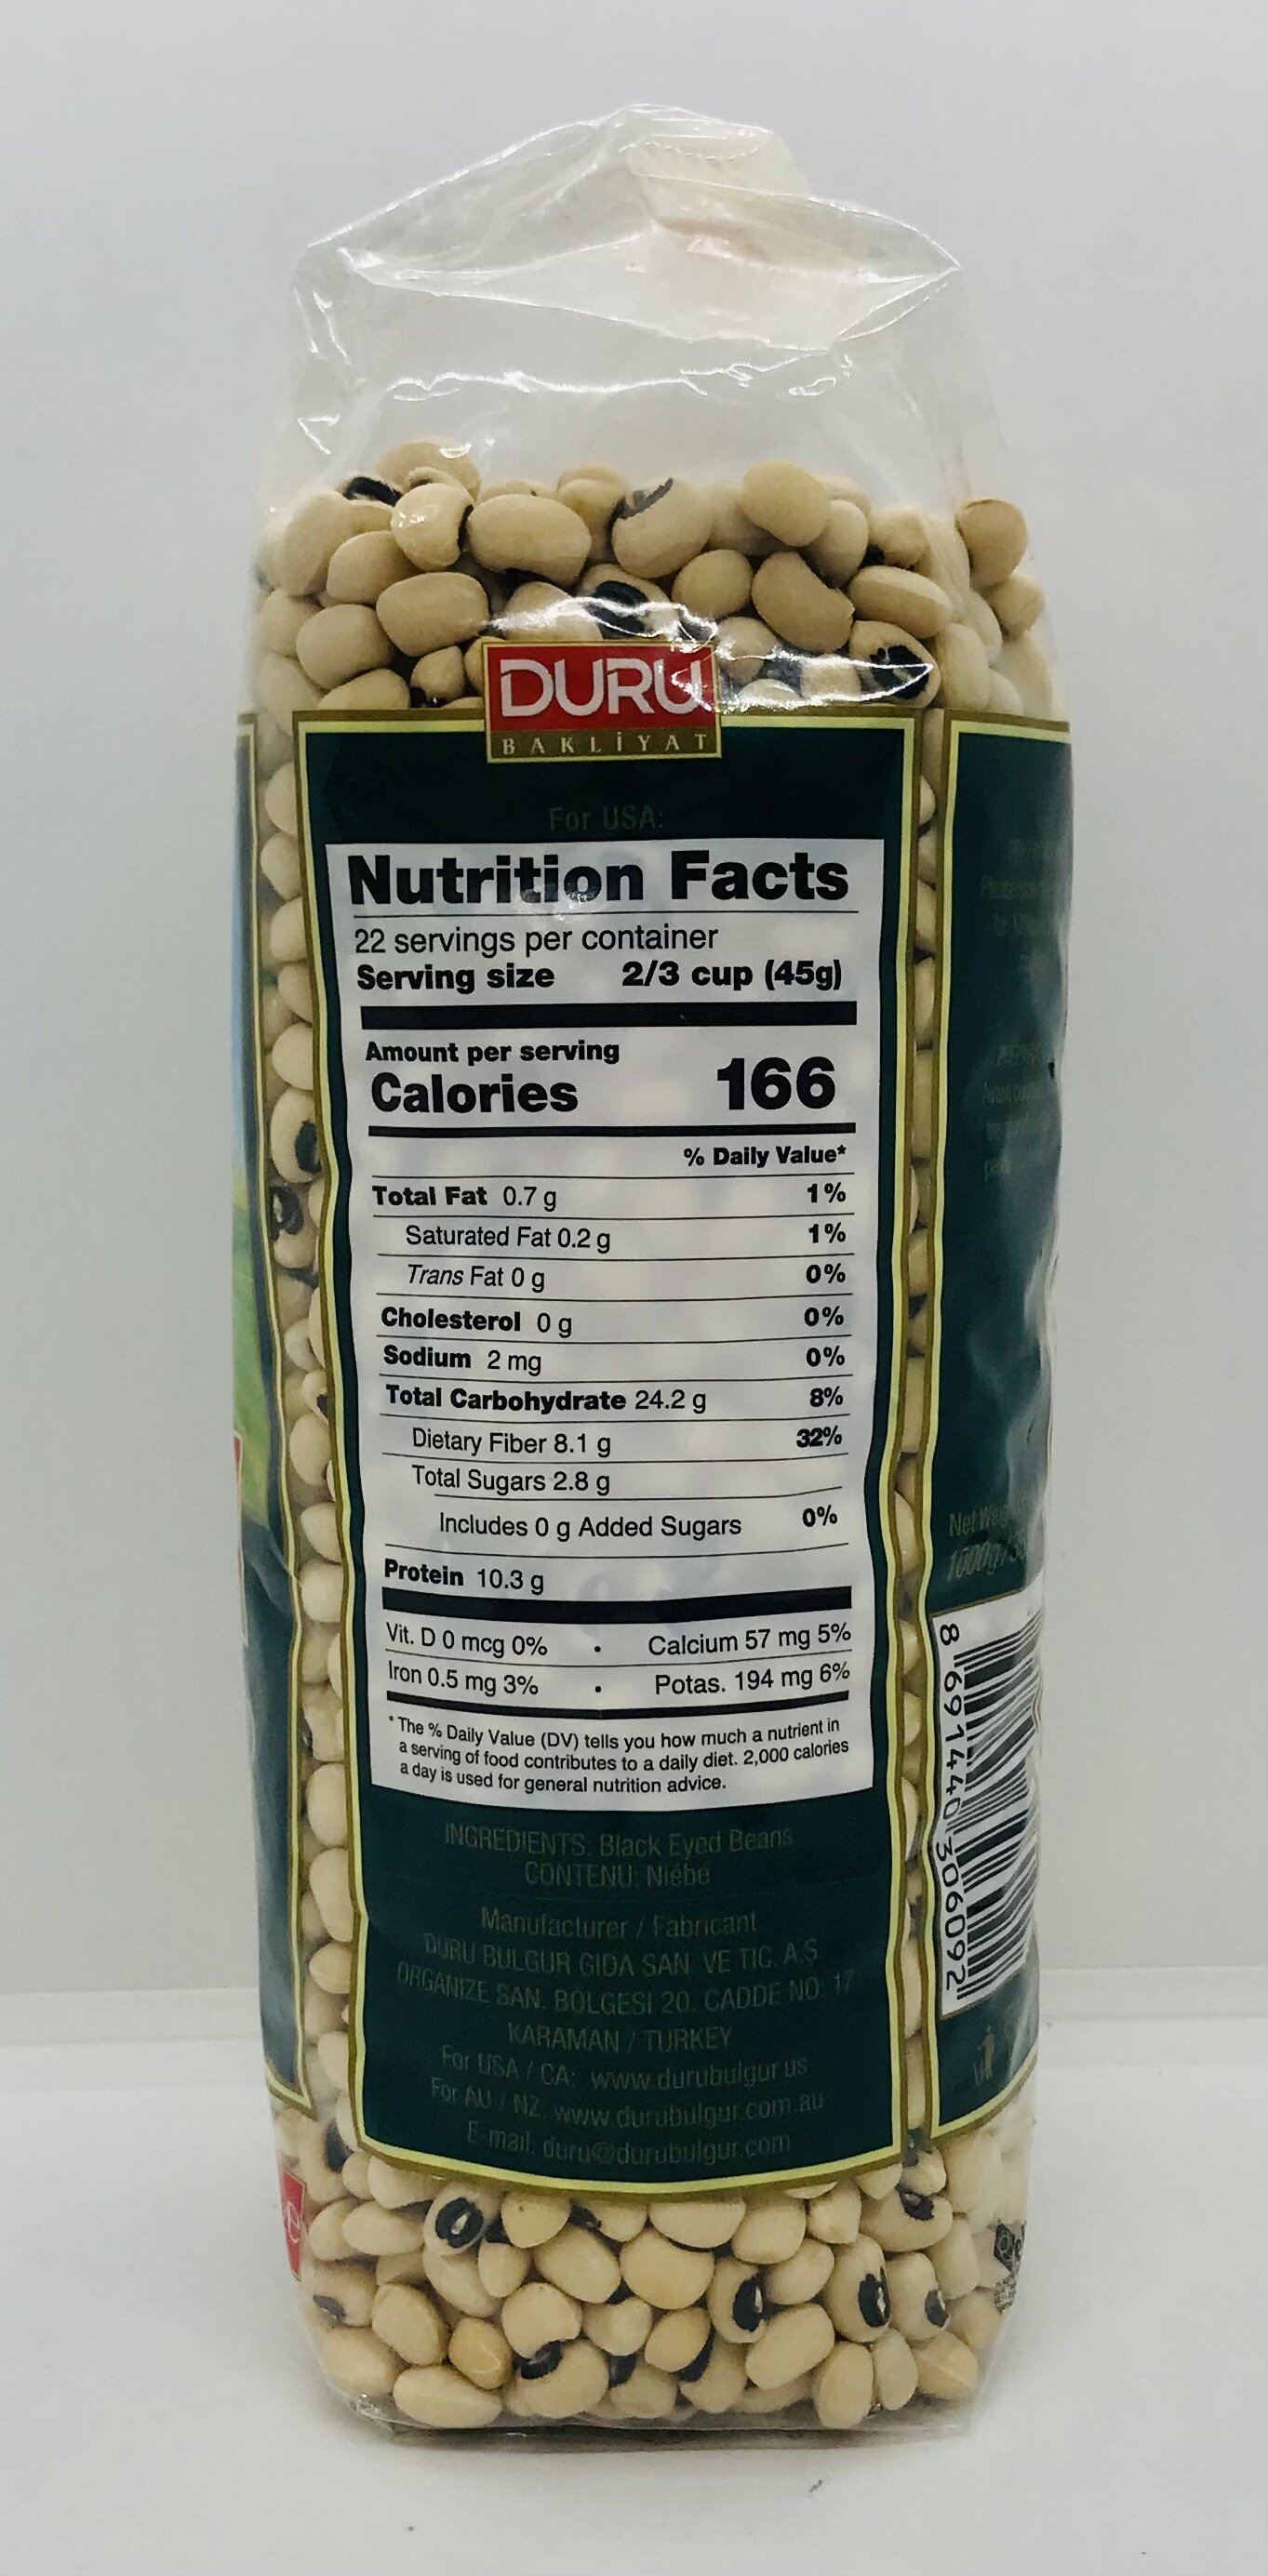 DURU
BAKLİYAT
For USA:
Nutrition Facts
22 servings per container
Serving size 2/3 cup (45g)
Amount per serving
Calories 166
% Daily Value*
Total Fat 0.7 g 1%
Saturated Fat 0.2 g 1%
Trans Fat 0 g 0%
Cholesterol 0 g 0%
Sodium 2 mg 0%
Total Carbohydrate 24.2 g 8%
Dietary Fiber 8.1 g 32%
Total Sugars 2.8 g
Includes 0 g Added Sugars 0%
Protein 10.3 g
Vit. D 0 mcg 0% • Calcium 57 mg 5%
Iron 0.5 mg 3% • Potas. 194 mg 6%
* The % Daily Value (DV) tells you how much a nutrient in
a serving of food contributes to a daily diet. 2,000 calories
a day is used for general nutrition advice.
INGREDIENTS: Black Eyed Beans
CONTENU: Niébé
Manufacturer / Fabricant
DURU BULGUR GIDA SAN. VE TIC. A.Ş
ORGANIZE SAN. BÖLGESI 20. CADDE NO: 17
KARAMAN / TURKEY
For USA / CA: www.durubulgur.us
For AU / NZ: www.durubulgur.com.au
E-mail. duru@durubulgur.com
Net
1000g
8 691440 306092